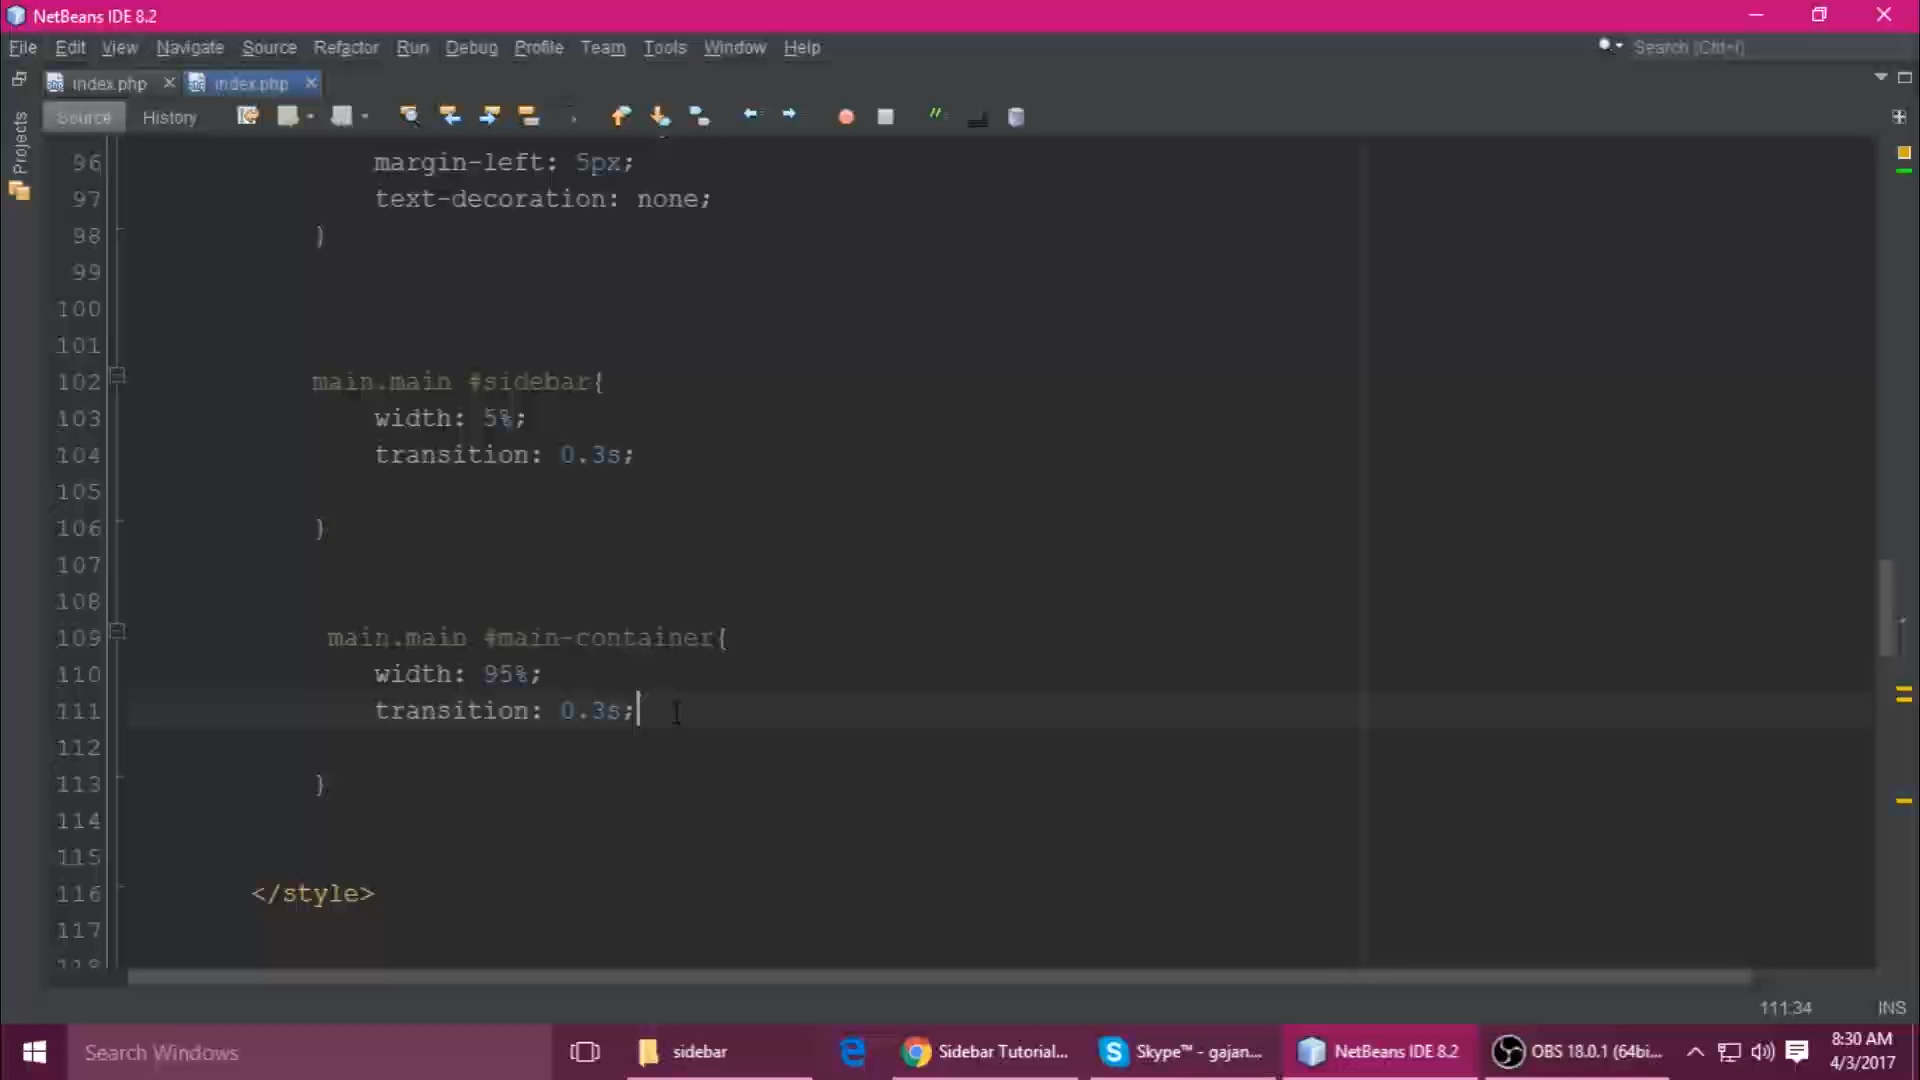 NetBeans IDE 8.2
File Edit View Navigate Source Refactor Run Debug Profile Team Tools Window Help
Search (Ctrl+I)
index.php
index.php
Source History
Projects
96 margin-left: 5px;
97 text-decoration: none;
98 }
99
100
101
102 main.main #sidebar{
103 width: 5%;
104 transition: 0.3s;
105
106 }
107
108
109 main.main #main-container{
110 width: 95%;
111 transition: 0.3s;
112
113 }
114
115
116 </style>
117
118
111:34 INS
Search Windows
sidebar
Sidebar Tutorial...
Skype™ - gajan...
NetBeans IDE 8.2
OBS 18.0.1 (64bi...
8:30 AM
4/3/2017